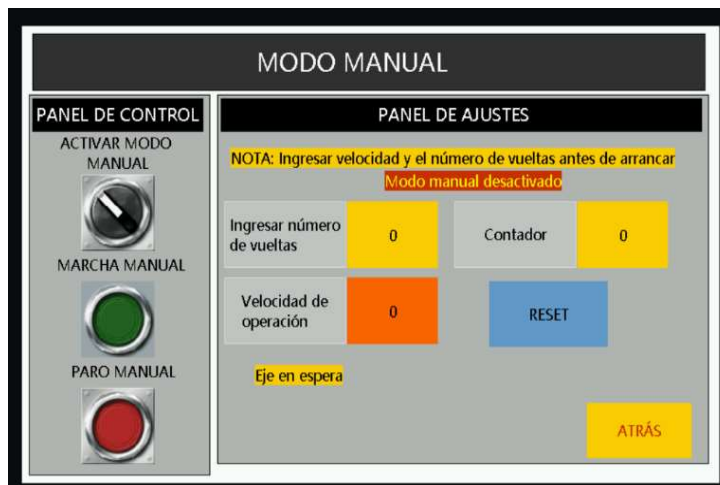 MODO MANUAL
PANEL DE CONTROL
ACTIVAR MODO
MANUAL
MARCHA MANUAL
PARO MANUAL
PANEL DE AJUSTES
NOTA: Ingresar velocidad y el número de vueltas antes de arrancar
Modo manual desactivado
Ingresar número
de vueltas
0
Contador
0
Velocidad de
operación
0
RESET
Eje en espera
ATRÁS